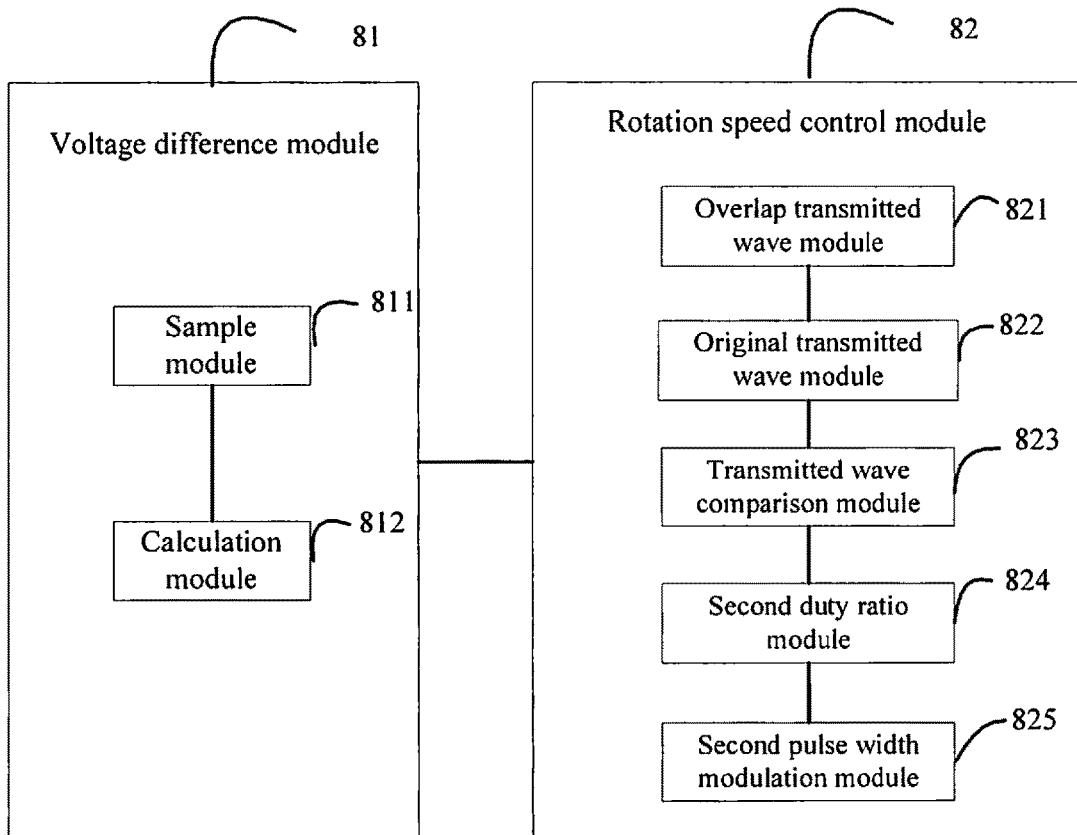 81
82
Voltage difference module
Rotation speed control module
Sample
module
811
Calculation
module
812
Overlap transmitted
wave module
821
Original transmitted
wave module
822
Transmitted wave
comparison module
823
Second duty ratio
module
824
Second pulse width
modulation module
825